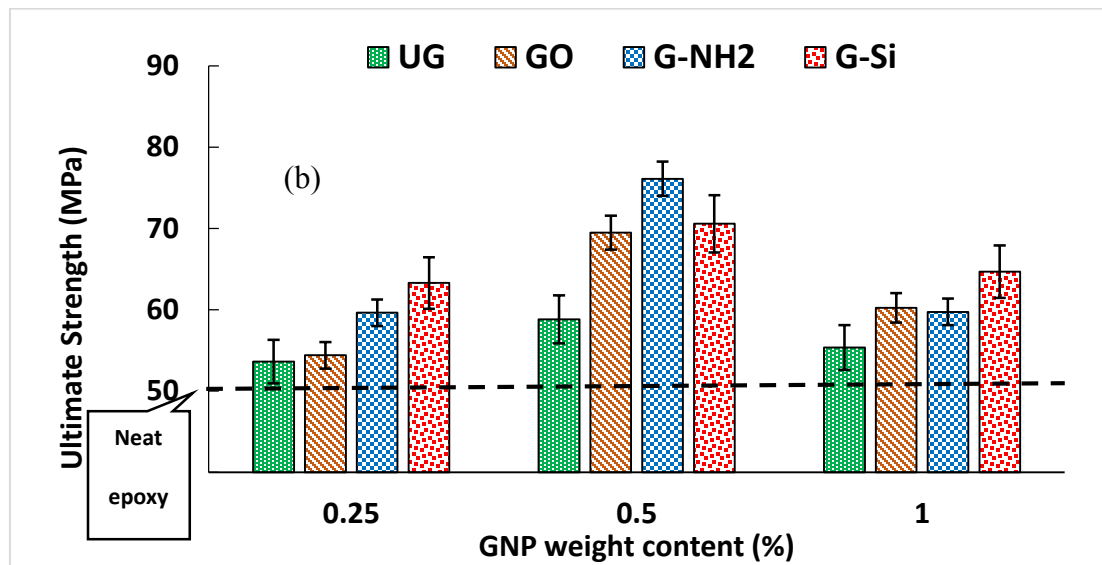 UG GO G-NH2 G-Si
90
80
70
60
50
Ultimate Strength (MPa)
(b)
Neat
epoxy
0.25 0.5 1
GNP weight content (%)